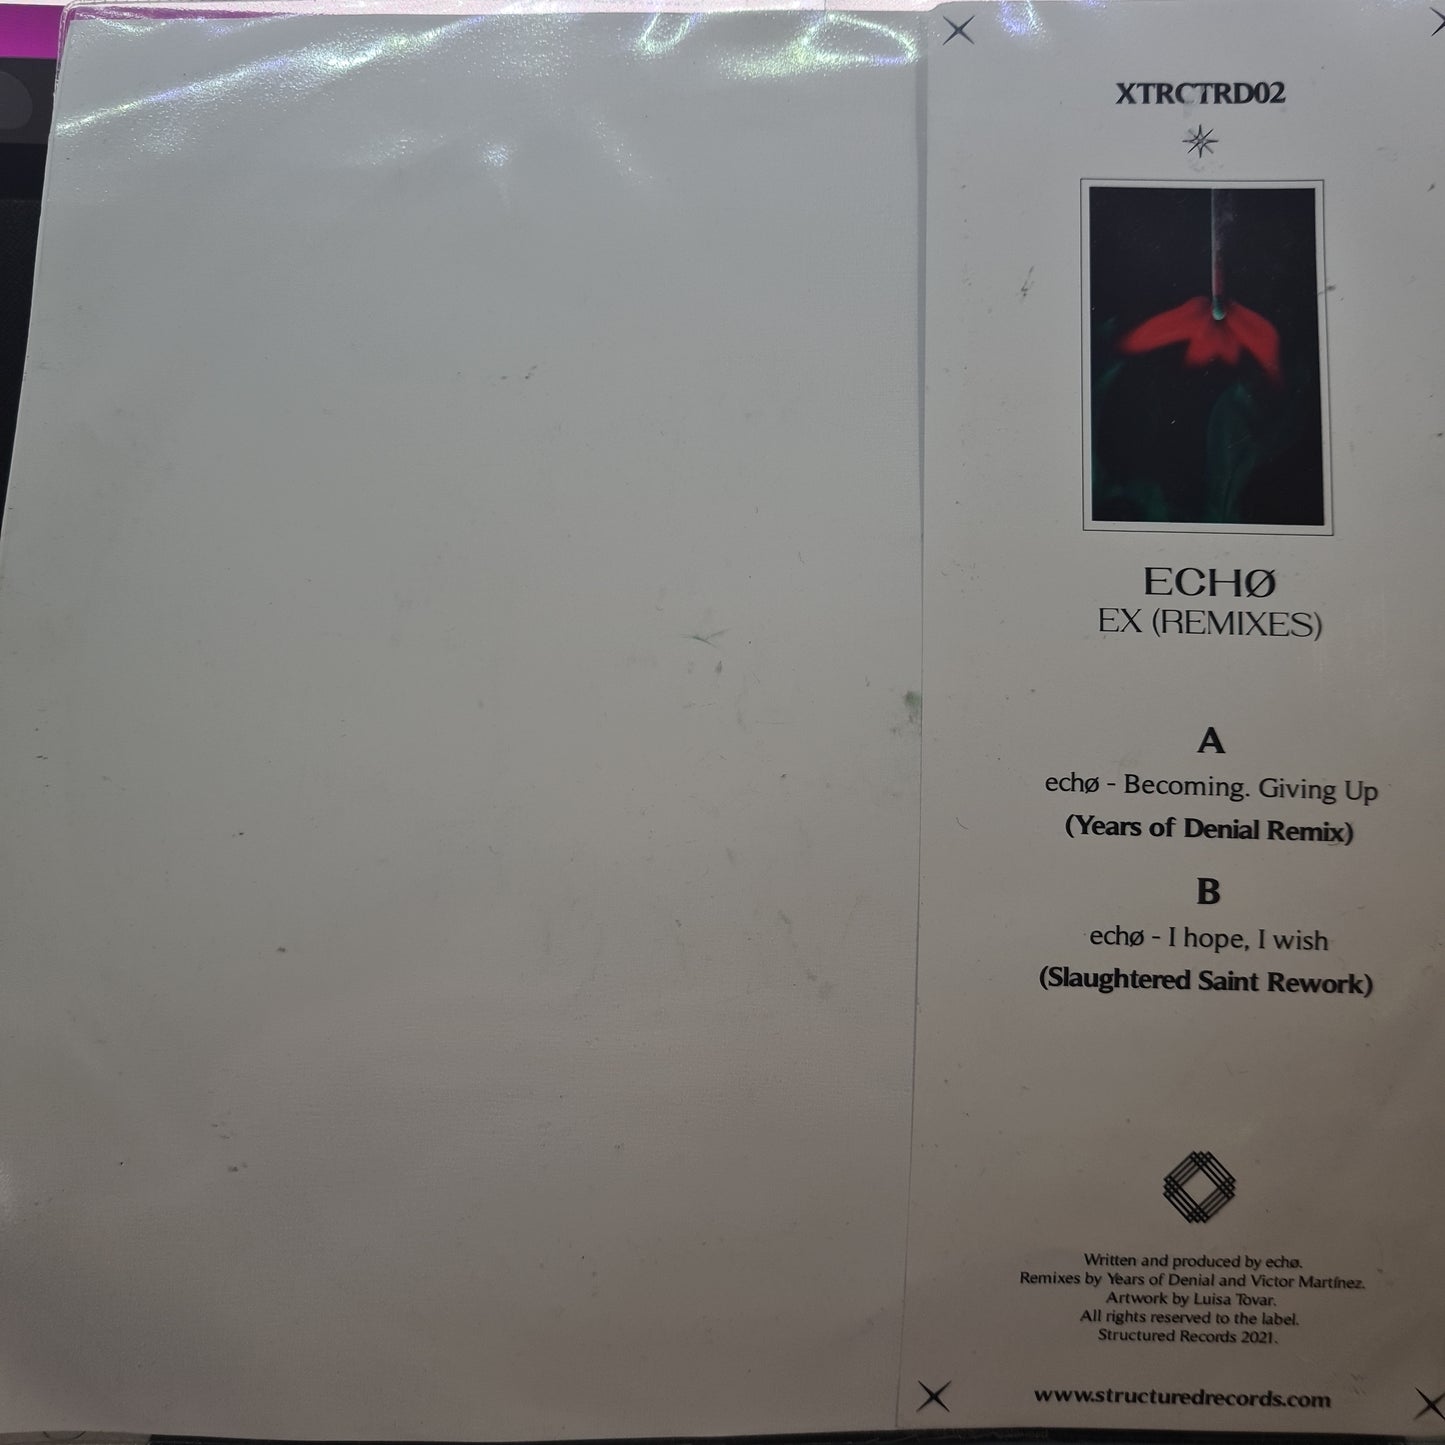 XTRCTRD02
ECHØ
EX (REMIXES)
A
echø - Becoming. Giving Up
(Years of Denial Remix)
B
echø - I hope, I wish
(Slaughtered Saint Rework)
Written and produced by echø.
Remixes by Years of Denial and Victor Martínez.
Artwork by Luisa Tovar.
All rights reserved to the label.
Structured Records 2021.
www.structuredrecords.com